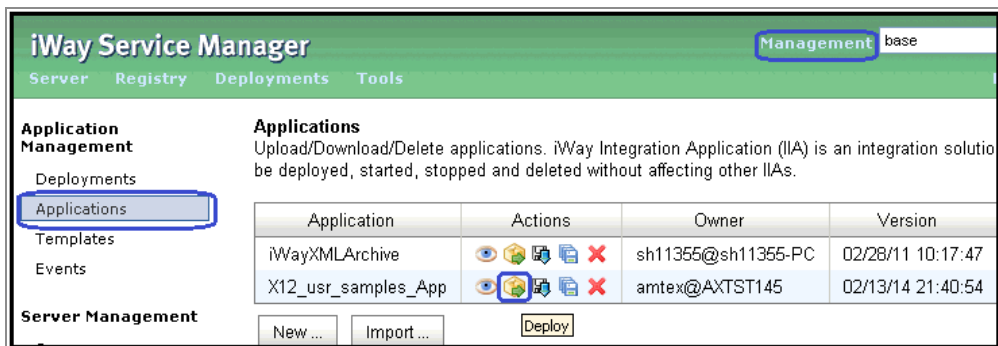 iWay Service Manager
Management base
Server Registry Deployments Tools
Application
Management
Deployments
Applications
Templates
Events
Server Management
Applications
Upload/Download/Delete applications. iWay Integration Application (IIA) is an integration solutio
be deployed, started, stopped and deleted without affecting other IIAs.
Application Actions Owner Version
iWayXMLArchive sh11355@sh11355-PC 02/28/11 10:17:47
X12_usr_samples_App amtex@AXTST145 02/13/14 21:40:54
New ... Import ... Deploy